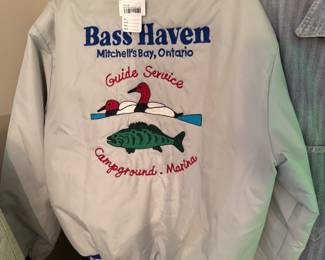 Bass Haven
Mitchell's Bay, Ontario
Guide Service
Campground . Marina